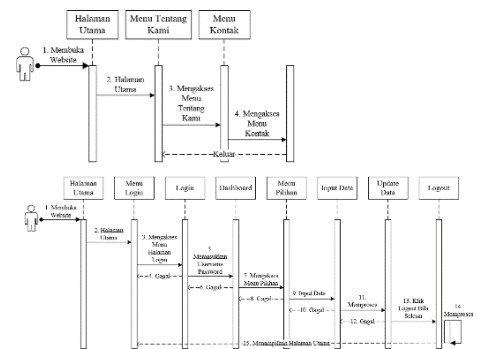 Halaman
Utama
Menu Tentang
Kami
Menu
Kontak
1. Membuka
Website
2. Halaman
Utama
3. Mengakses
Menu
Tentang
Kami
4. Mengakses
Menu
Kontak
Keluar
Halaman
Utama
Menu
Login
Login
Dashboard
Menu
Pilihan
Input Data
Update
Data
Logout
1. Membuka
Website
2. Halaman
Utama
3. Mengakses
Menu
Halaman
Login
4. Gagal
Memasukkan
Username
Password
6. Gagal
7. Mengakses
Menu Pilihan
8. Gagal
9. Input Data
10. Gagal
11.
Memproses
12. Gagal
13. Klik
Logout Bila
Selesai
14.
Memproses
15. Menampilkan Halaman Utama